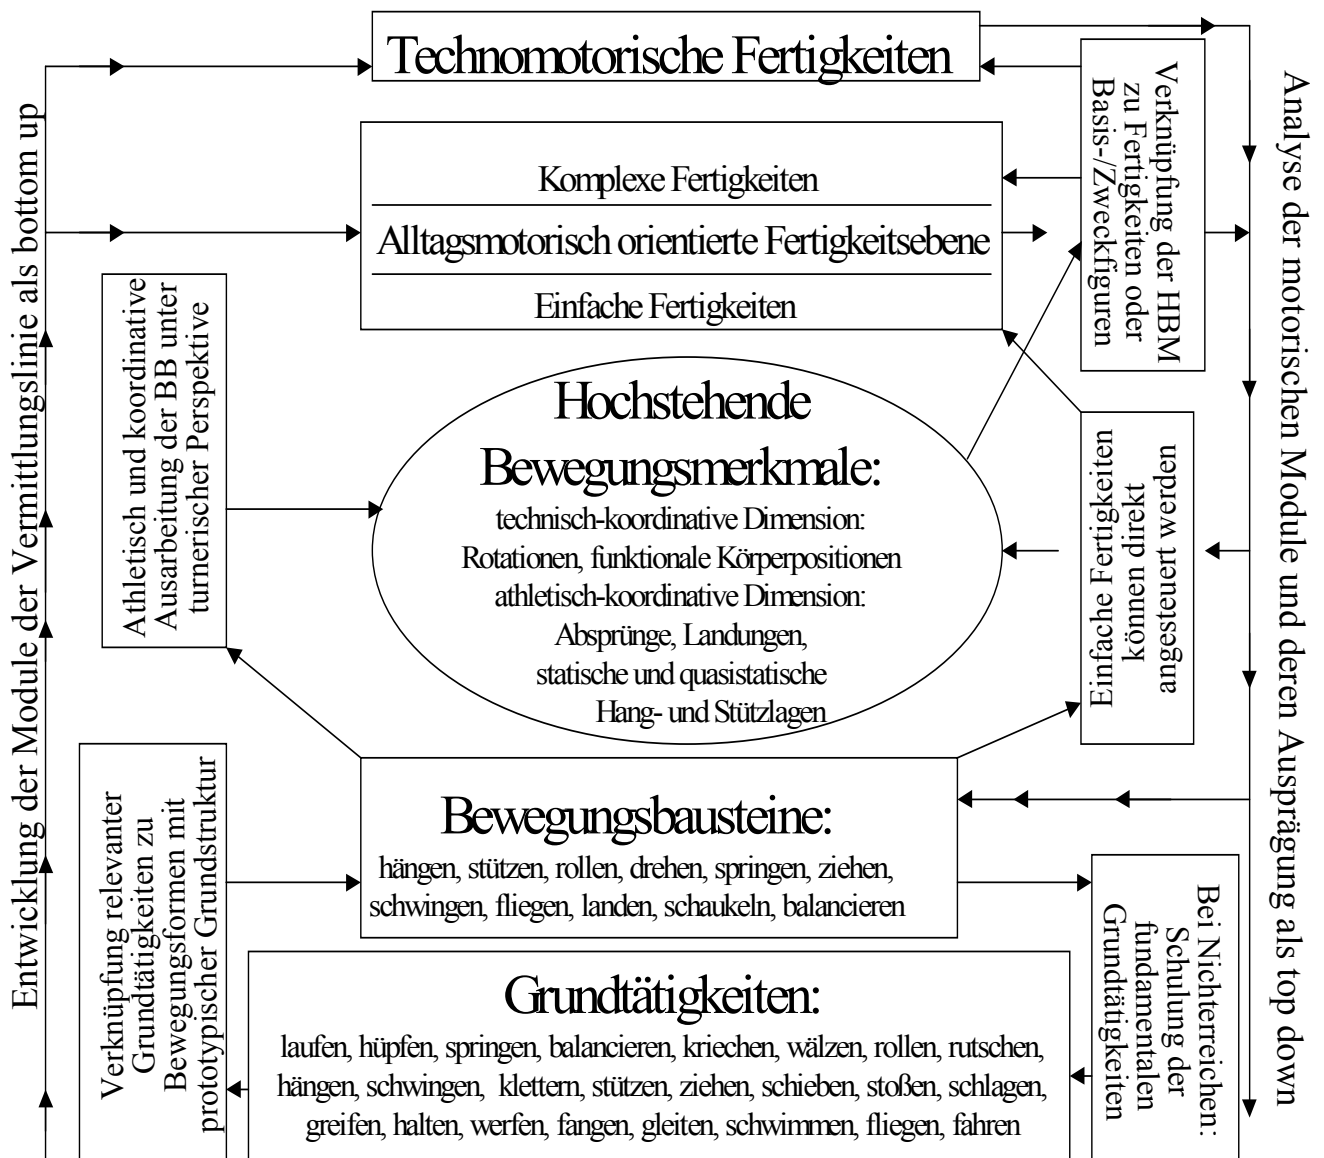 Technomotorische Fertigkeiten
Komplexe Fertigkeiten
Alltagsmotorisch orientierte Fertigkeitsebene
Einfache Fertigkeiten
Hochstehende
Bewegungsmerkmale:
technisch-koordinative Dimension:
Rotationen, funktionale Körperpositionen
athletisch-koordinative Dimension:
Absprünge, Landungen,
statische und quasistatische
Hang- und Stützlagen
Bewegungsbausteine:
hängen, stützen, rollen, drehen, springen, ziehen,
schwingen, fliegen, landen, schaukeln, balancieren
Grundtätigkeiten:
laufen, hüpfen, springen, balancieren, kriechen, wälzen, rollen, rutschen,
hängen, schwingen, klettern, stützen, ziehen, schieben, stoßen, schlagen,
greifen, halten, werfen, fangen, gleiten, schwimmen, fliegen, fahren
Entwicklung der Module der Vermittlungslinie als bottom up
Athletisch und koordinative
Ausarbeitung der BB unter
turnerischer Perspektive
Verknüpfung relevanter
Grundtätigkeiten zu
Bewegungsformen mit
prototypischer Grundstruktur
Verknüpfung der HBM
zu Fertigkeiten oder
Basis-/Zweckfiguren
Einfache Fertigkeiten
können direkt
angesteuert werden
Bei Nichterreichen:
Schulung der
fundamentalen
Grundtätigkeiten
Analyse der motorischen Module und deren Ausprägung als top down